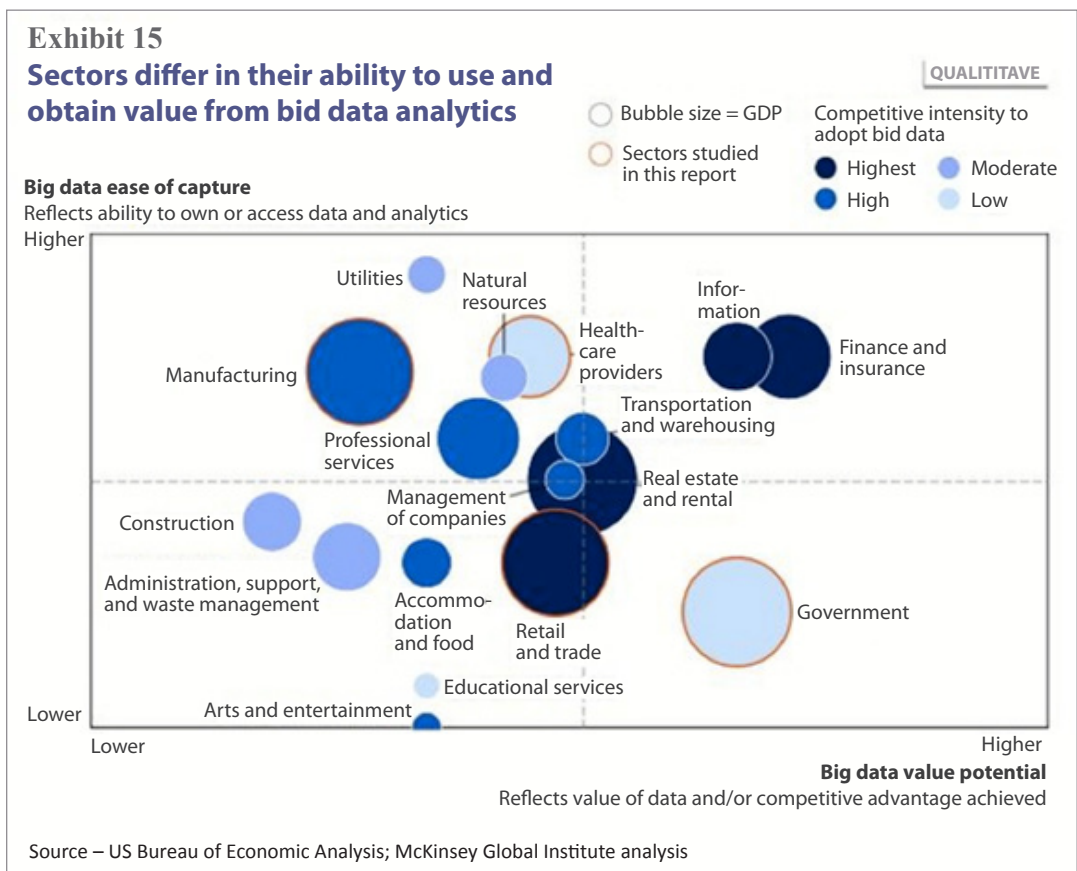 Exhibit 15
Sectors differ in their ability to use and
obtain value from bid data analytics
QUALITITAVE
Bubble size = GDP
Sectors studied
in this report
Competitive intensity to
adopt bid data
Highest
Moderate
High
Low
Big data ease of capture
Reflects ability to own or access data and analytics
Higher
Utilities
Natural
resources
Health-
care
providers
Infor-
mation
Finance and
insurance
Manufacturing
Transportation
and warehousing
Professional
services
Real estate
and rental
Management
of companies
Construction
Administration, support,
and waste management
Accommo-
dation
and food
Retail
and trade
Government
Educational services
Arts and entertainment
Lower
Lower
Higher
Big data value potential
Reflects value of data and/or competitive advantage achieved
Source – US Bureau of Economic Analysis; McKinsey Global Institute analysis